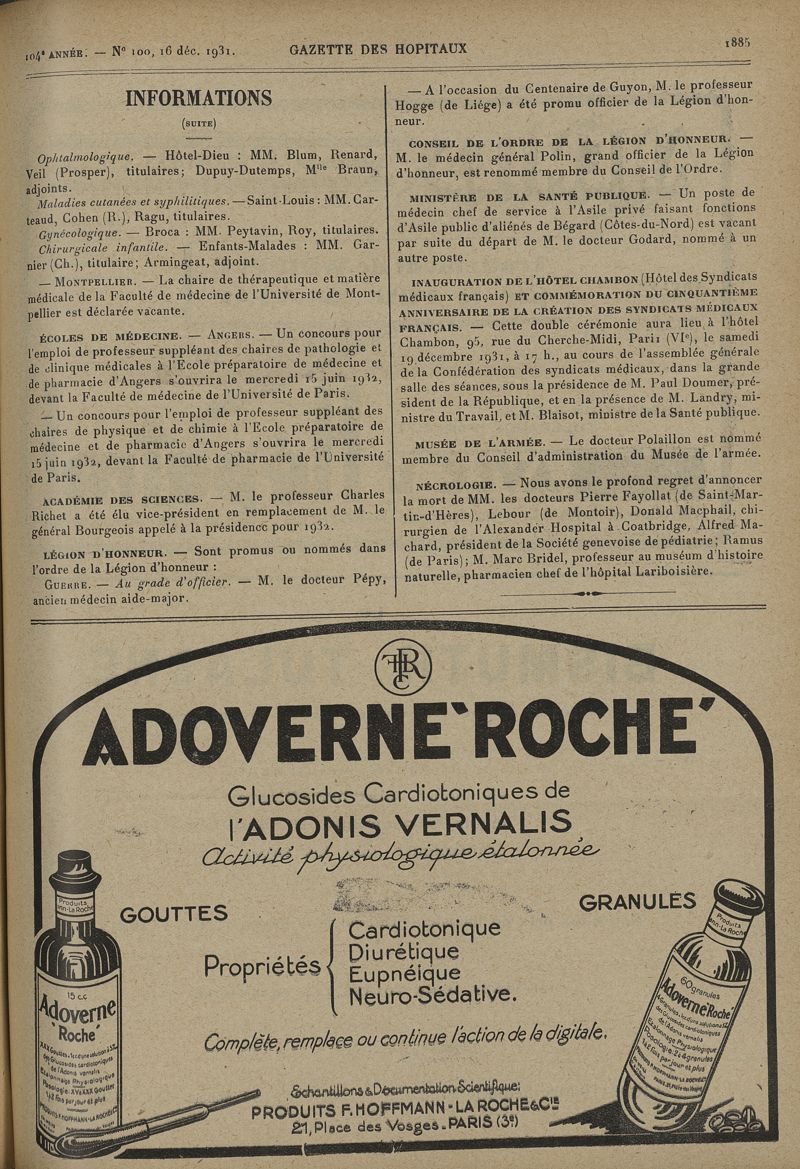 104e ANNÉE. — N° 100, 16 déc. 1931.
GAZETTE DES HOPITAUX
1885
INFORMATIONS
(SUITE)
Ophtalmologique. — Hôtel-Dieu : MM. Blum, Renard,
Veil (Prosper), titulaires; Dupuy-Dutemps, Mlle Braun,
adjoints.
Maladies cutanées et syphilitiques. — Saint-Louis : MM. Car-
teaud, Cohen (R.), Ragu, titulaires.
Gynécologique. — Broca : MM. Peytavin, Roy, titulaires.
Chirurgicale infantile. — Enfants-Malades : MM. Gar-
nier (Ch.), titulaire; Armingeat, adjoint.
— MONTPELLIER. — La chaire de thérapeutique et matière
médicale de la Faculté de médecine de l'Université de Mont-
pellier est déclarée vacante.
ÉCOLES DE MÉDECINE. — ANGERS. — Un concours pour
l'emploi de professeur suppléant des chaires de pathologie et
de clinique médicales à l'Ecole préparatoire de médecine et
de pharmacie d'Angers s'ouvrira le mercredi 15 juin 1932,
devant la Faculté de médecine de l'Université de Paris.
— Un concours pour l'emploi de professeur suppléant des
chaires de physique et de chimie à l'Ecole préparatoire de
médecine et de pharmacie d'Angers s'ouvrira le mercredi
15 juin 1932, devant la Faculté de pharmacie de l'Université
de Paris.
ACADÉMIE DES SCIENCES. — M. le professeur Charles
Richet a été élu vice-président en remplacement de M. le
général Bourgeois appelé à la présidence pour 1932.
LÉGION D'HONNEUR. — Sont promus ou nommés dans
l'ordre de la Légion d'honneur :
GUERRE. — Au grade d'officier. — M. le docteur Pépy,
ancien médecin aide-major.
— A l'occasion du Centenaire de Guyon, M. le professeur
Hogge (de Liége) a été promu officier de la Légion d'hon-
neur.
CONSEIL DE L'ORDRE DE LA LÉGION D'HONNEUR. —
M. le médecin général Polin, grand officier de la Légion
d'honneur, est renommé membre du Conseil de l'Ordre.
MINISTÈRE DE LA SANTÉ PUBLIQUE. — Un poste de
médecin chef de service à l'Asile privé faisant fonctions
d'Asile public d'aliénés de Bégard (Côtes-du-Nord) est vacant
par suite du départ de M. le docteur Godard, nommé à un
autre poste.
INAUGURATION DE L'HÔTEL CHAMBON (Hôtel des Syndicats
médicaux français) ET COMMÉMORATION DU CINQUANTIÈME
ANNIVERSAIRE DE LA CRÉATION DES SYNDICATS MÉDICAUX
FRANÇAIS. — Cette double cérémonie aura lieu à l'hôtel
Chambon, 95, rue du Cherche-Midi, Paris (VIe), le samedi
19 décembre 1931, à 17 h., au cours de l'assemblée générale
de la Confédération des syndicats médicaux, dans la grande
salle des séances, sous la présidence de M. Paul Doumer, pré-
sident de la République, et en la présence de M. Landry, mi-
nistre du Travail, et M. Blaisot, ministre de la Santé publique.
MUSÉE DE L'ARMÉE. — Le docteur Polaillon est nommé
membre du Conseil d'administration du Musée de l'armée.
NÉCROLOGIE. — Nous avons le profond regret d'annoncer
la mort de MM. les docteurs Pierre Fayollat (de Saint-Mar-
tin-d'Hères), Lebour (de Montoir), Donald Macphail, chi-
rurgien de l'Alexander Hospital à Coatbridge, Alfred Ma-
chard, président de la Société genevoise de pédiatrie; Ramus
(de Paris); M. Marc Bridel, professeur au muséum d'histoire
naturelle, pharmacien chef de l'hôpital Lariboisière.
ADOVERNE 'ROCHE'
Glucosides Cardiotoniques de
l'ADONIS VERNALIS
Activité physiologique étalonnée
GOUTTES
GRANULES
Propriétés
Cardiotonique
Diurétique
Eupnéique
Neuro-Sédative.
Complète, remplace ou continue l'action de la digitale.
Echantillons & Documentation Scientifique:
PRODUITS F. HOFFMANN - LA ROCHE & Cie
21, Place des Vosges - PARIS (3e)
15 c.c
Adoverne
'Roche'
60 granules
Adoverne 'Roche'